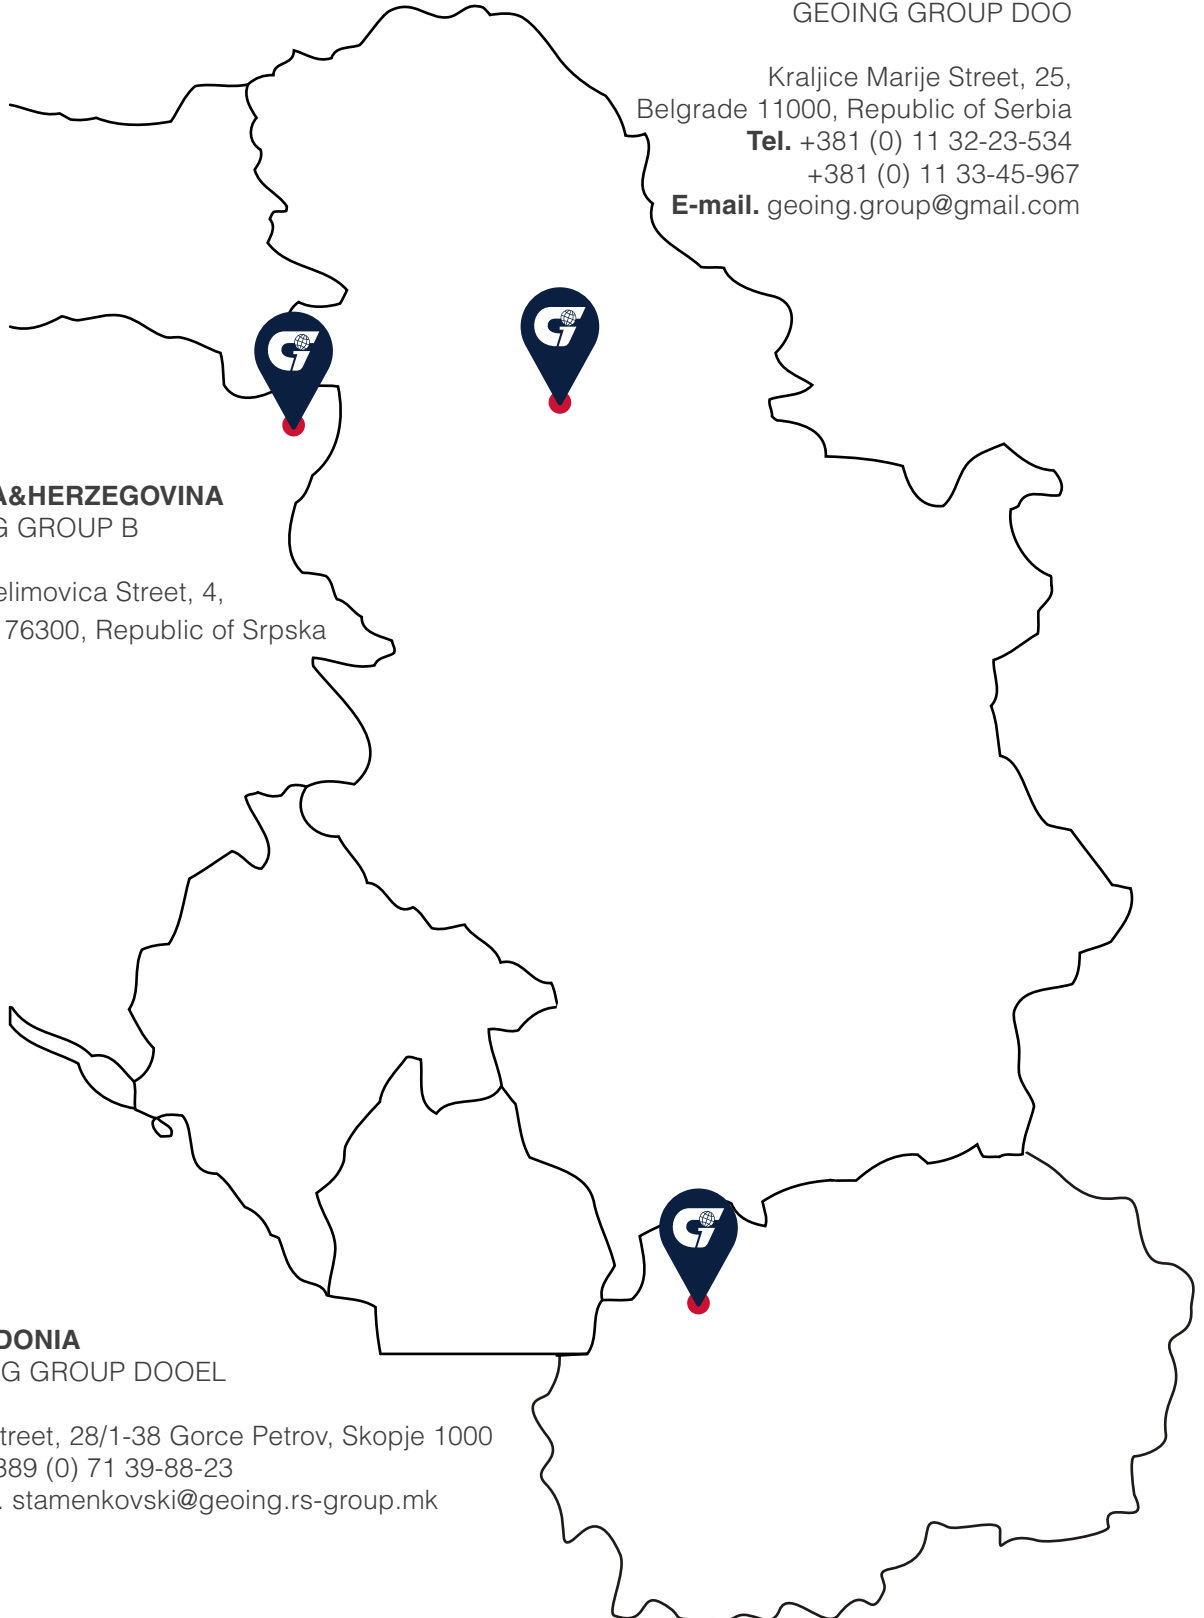 GEOING GROUP DOO
Kraljice Marije Street, 25,
Belgrade 11000, Republic of Serbia
Tel. +381 (0) 11 32-23-534
+381 (0) 11 33-45-967
E-mail. geoing.group@gmail.com
A&HERZEGOVINA
G GROUP B
elimovica Street, 4,
76300, Republic of Srpska
DONIA
G GROUP DOOEL
treet, 28/1-38 Gorce Petrov, Skopje 1000
389 (0) 71 39-88-23
. stamenkovski@geoing.rs-group.mk